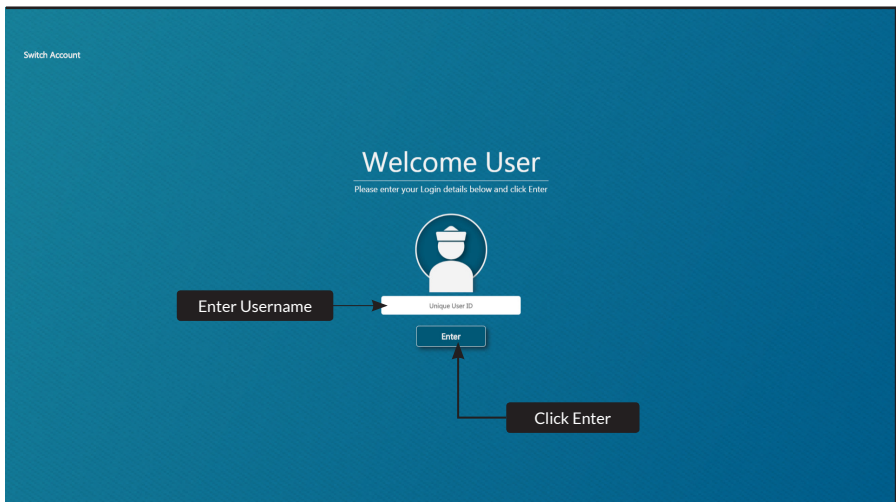 Switch Account
Welcome User
Please enter your Login details below and click Enter
Enter Username
Unique User ID
Enter
Click Enter